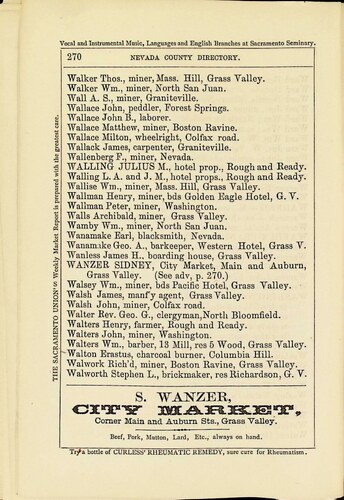 Vocal and Instrumental Music, Languages and English Branches at Sacramento Seminary.
270 NEVADA COUNTY DIRECTORY.
THE SACRAMENTO UNION'S Weekly Market Report is prepared with the greatest care.
Walker Thos., miner, Mass. Hill, Grass Valley.
Walker Wm., miner, North San Juan.
Wall A. S., miner, Graniteville.
Wallace John, peddler, Forest Springs.
Wallace John B., laborer.
Wallace Matthew, miner, Boston Ravine.
Wallace Milton, wheelright, Colfax road.
Wallack James, carpenter, Graniteville.
Wallenberg F., miner, Nevada.
WALLING JULIUS M., hotel prop., Rough and Ready.
Walling L. A. and J. M., hotel props., Rough and Ready.
Wallise Wm., miner, Mass. Hill, Grass Valley.
Wallman Henry, miner, bds Golden Eagle Hotel, G. V.
Wallman Peter, miner, Washington.
Walls Archibald, miner, Grass Valley.
Wamby Wm., miner, North San Juan.
Wanamake Earl, blacksmith, Nevada.
Wanamake Geo. A., barkeeper, Western Hotel, Grass V.
Wanless James H., boarding house, Grass Valley.
WANZER SIDNEY, City Market, Main and Auburn,
Grass Valley. (See adv, p. 270.)
Walsey Wm., miner, bds Pacific Hotel, Grass Valley.
Walsh James, manf'y agent, Grass Valley.
Walsh John, miner, Colfax road.
Walter Rev. Geo. G., clergyman, North Bloomfield.
Walters Henry, farmer, Rough and Ready.
Walters John, miner, Washington.
Walters Wm., barber, 13 Mill, res 5 Wood, Grass Valley.
Walton Erastus, charcoal burner, Columbia Hill.
Walwork Rich'd, miner, Boston Ravine, Grass Valley.
Walworth Stephen L., brickmaker, res Richardson, G. V.
S. WANZER,
CITY MARKET,
Corner Main and Auburn Sts., Grass Valley.
Beef, Pork, Mutton, Lard, Etc., always on hand.
Try a bottle of CURLESS' RHEUMATIC REMEDY, sure cure for Rheumatism.